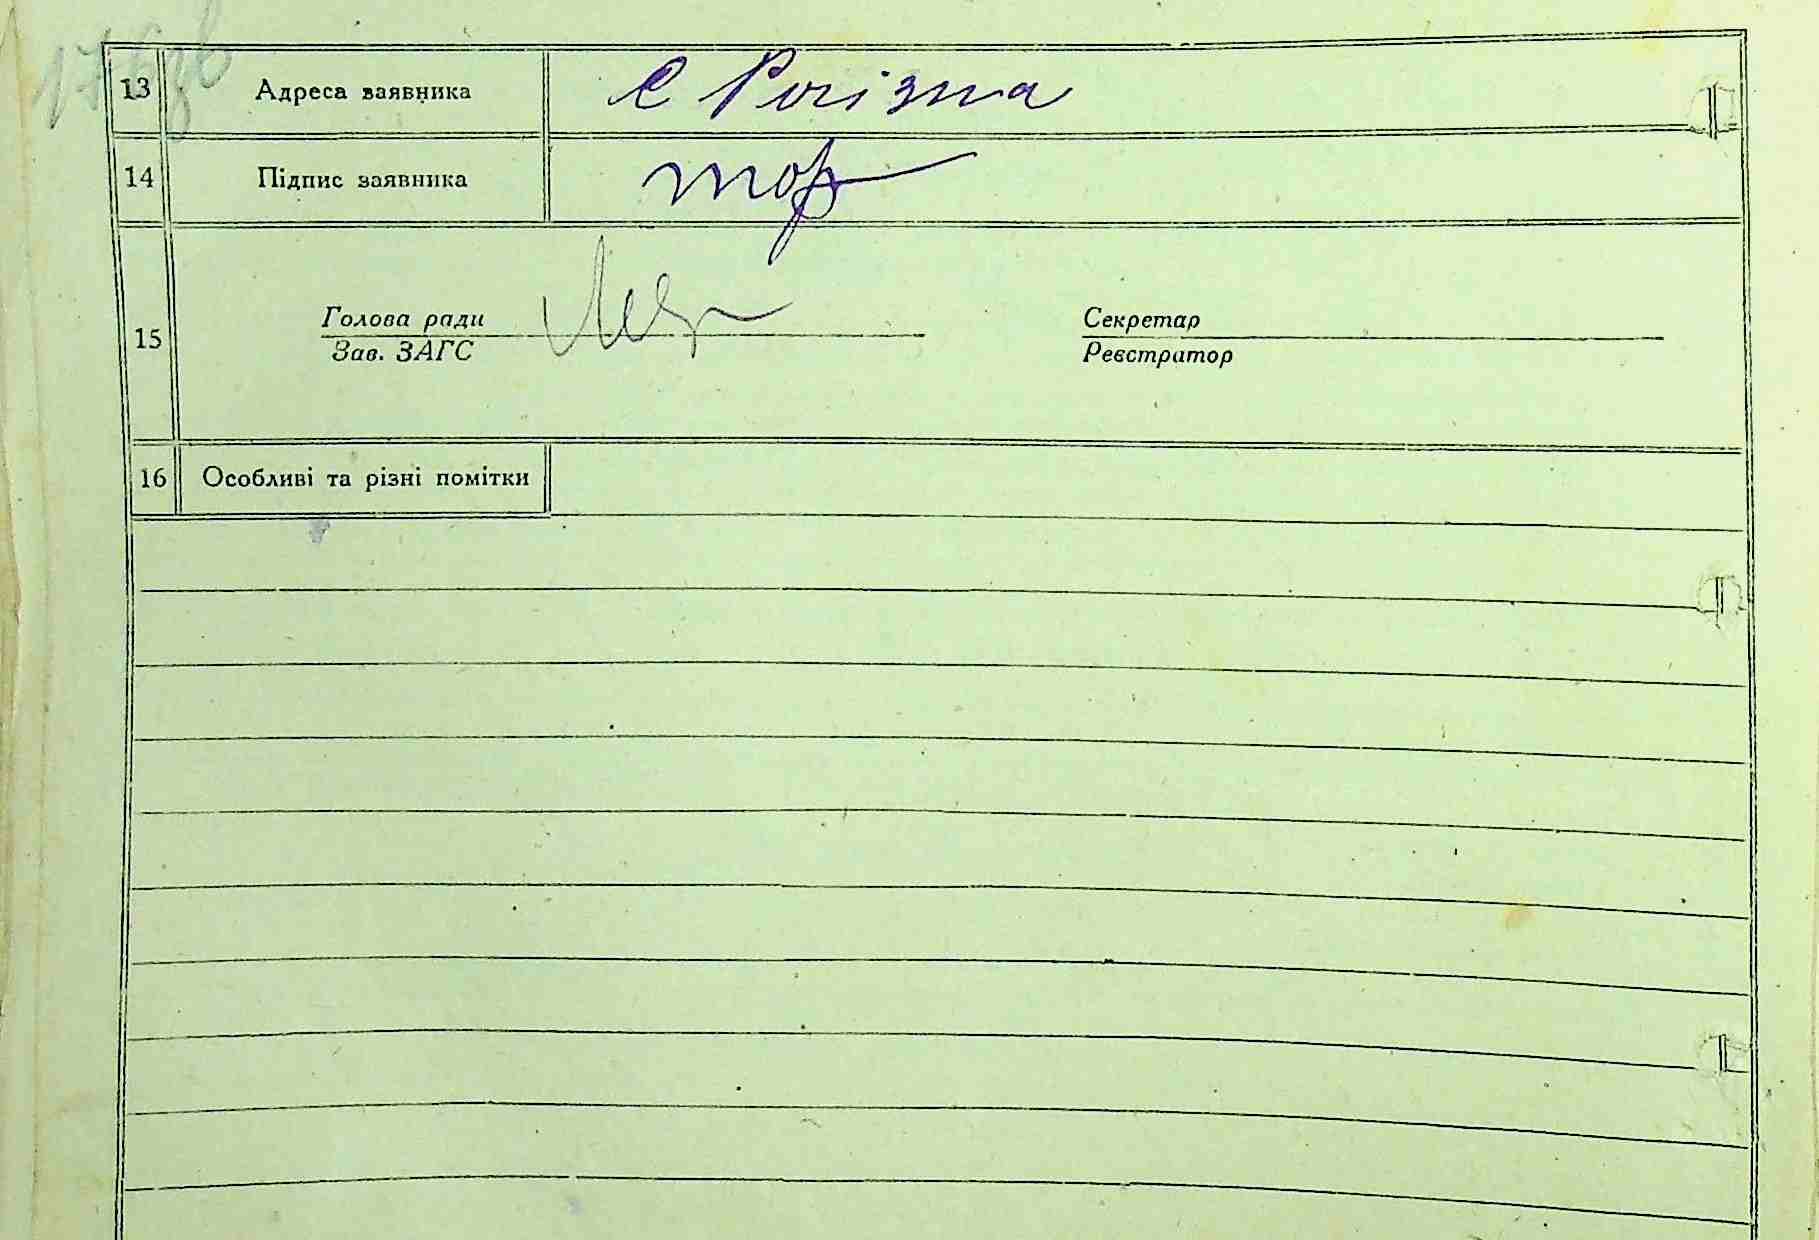 13 Адреса заявника с Рогізна
14 Підпис заявника
15 Голова ради Секретар
Зав. ЗАГС Реєстратор
16 Особливі та різні помітки